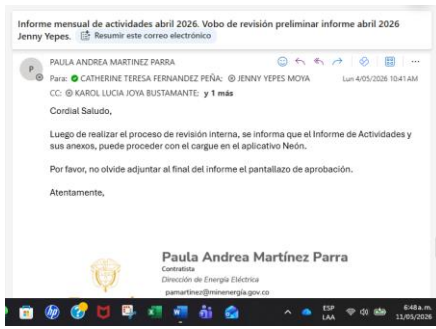 Informe mensual de actividades abril 2026. Vobo de revisión preliminar informe abril 2026
Jenny Yepes. Resumir este correo electrónico
P
PAULA ANDREA MARTINEZ PARRA
Para: CATHERINE TERESA FERNANDEZ PEÑA; JENNY YEPES MOYA
Lun 4/05/2026 10:41 AM
CC: KAROL LUCIA JOYA BUSTAMANTE; y 1 más
Cordial Saludo,
Luego de realizar el proceso de revisión interna, se informa que el Informe de Actividades y
sus anexos, puede proceder con el cargue en el aplicativo Neón.
Por favor, no olvide adjuntar al final del informe el pantallazo de aprobación.
Atentamente,
Paula Andrea Martínez Parra
Contratista
Dirección de Energía Eléctrica
pamartinez@minenergia.gov.co
ESP
LAA
6:48 a.m.
11/05/2026